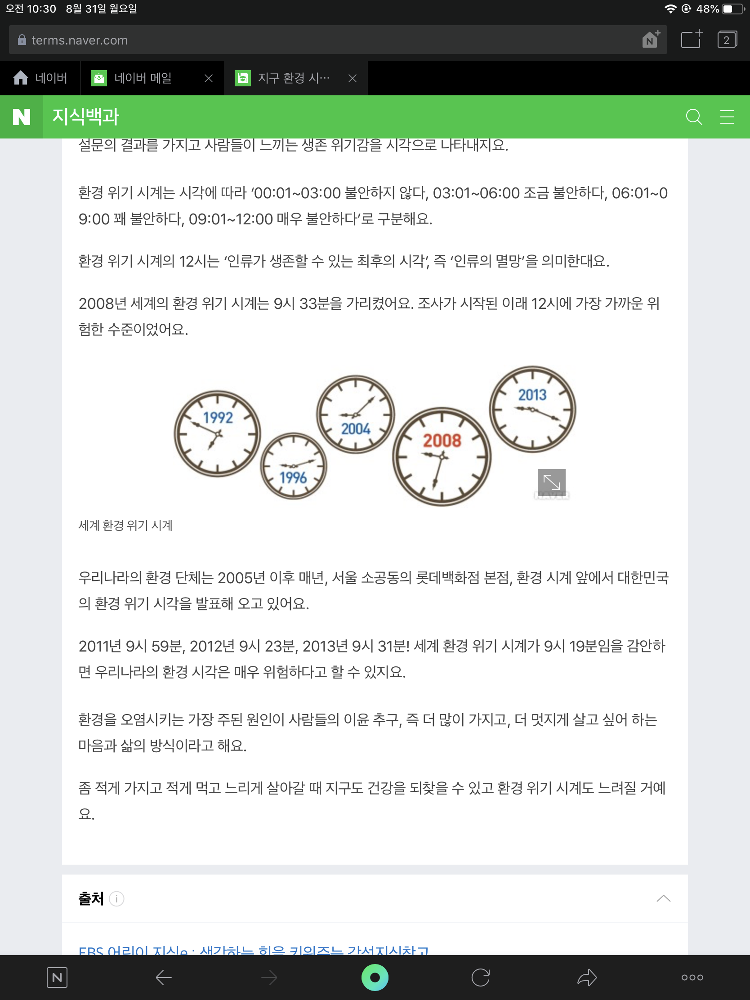 오전 10:30 8월 31일 월요일
48%
terms.naver.com
N
2
네이버
네이버 메일
지구 환경 시…
N 지식백과
설문의 결과를 가지고 사람들이 느끼는 생존 위기감을 시각으로 나타내지요.
환경 위기 시계는 시각에 따라 ‘00:01~03:00 불안하지 않다, 03:01~06:00 조금 불안하다, 06:01~0
9:00 꽤 불안하다, 09:01~12:00 매우 불안하다’로 구분해요.
환경 위기 시계의 12시는 ‘인류가 생존할 수 있는 최후의 시각’, 즉 ‘인류의 멸망’을 의미한대요.
2008년 세계의 환경 위기 시계는 9시 33분을 가리켰어요. 조사가 시작된 이래 12시에 가장 가까운 위
험한 수준이었어요.
1992
1996
2004
2008
2013
NAVER
세계 환경 위기 시계
우리나라의 환경 단체는 2005년 이후 매년, 서울 소공동의 롯데백화점 본점, 환경 시계 앞에서 대한민국
의 환경 위기 시각을 발표해 오고 있어요.
2011년 9시 59분, 2012년 9시 23분, 2013년 9시 31분! 세계 환경 위기 시계가 9시 19분임을 감안하
면 우리나라의 환경 시각은 매우 위험하다고 할 수 있지요.
환경을 오염시키는 가장 주된 원인이 사람들의 이윤 추구, 즉 더 많이 가지고, 더 멋지게 살고 싶어 하는
마음과 삶의 방식이라고 해요.
좀 적게 가지고 적게 먹고 느리게 살아갈 때 지구도 건강을 되찾을 수 있고 환경 위기 시계도 느려질 거예
요.
출처
EBS 어린이 지식e : 생각하는 힘을 키워주는 감성지식창고
N